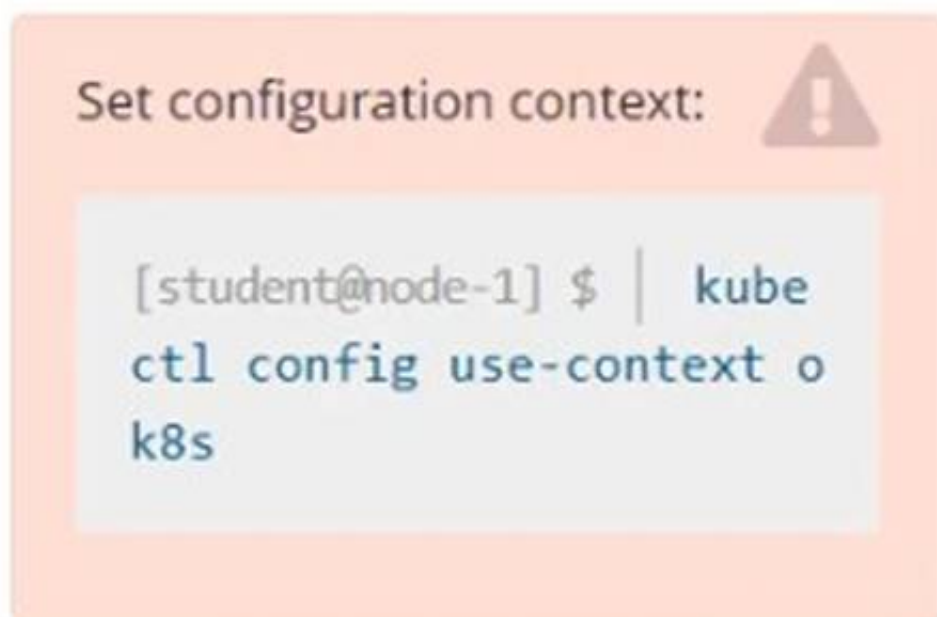 Set configuration context:
[student@node-1] $ | kube
ctl config use-context o
k8s